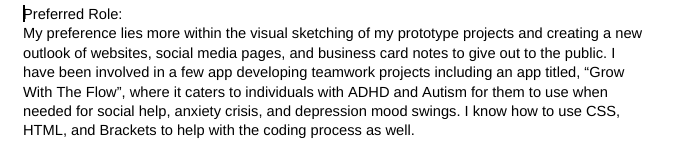 Preferred Role:
My preference lies more within the visual sketching of my prototype projects and creating a new
outlook of websites, social media pages, and business card notes to give out to the public. I
have been involved in a few app developing teamwork projects including an app titled, “Grow
With The Flow”, where it caters to individuals with ADHD and Autism for them to use when
needed for social help, anxiety crisis, and depression mood swings. I know how to use CSS,
HTML, and Brackets to help with the coding process as well.